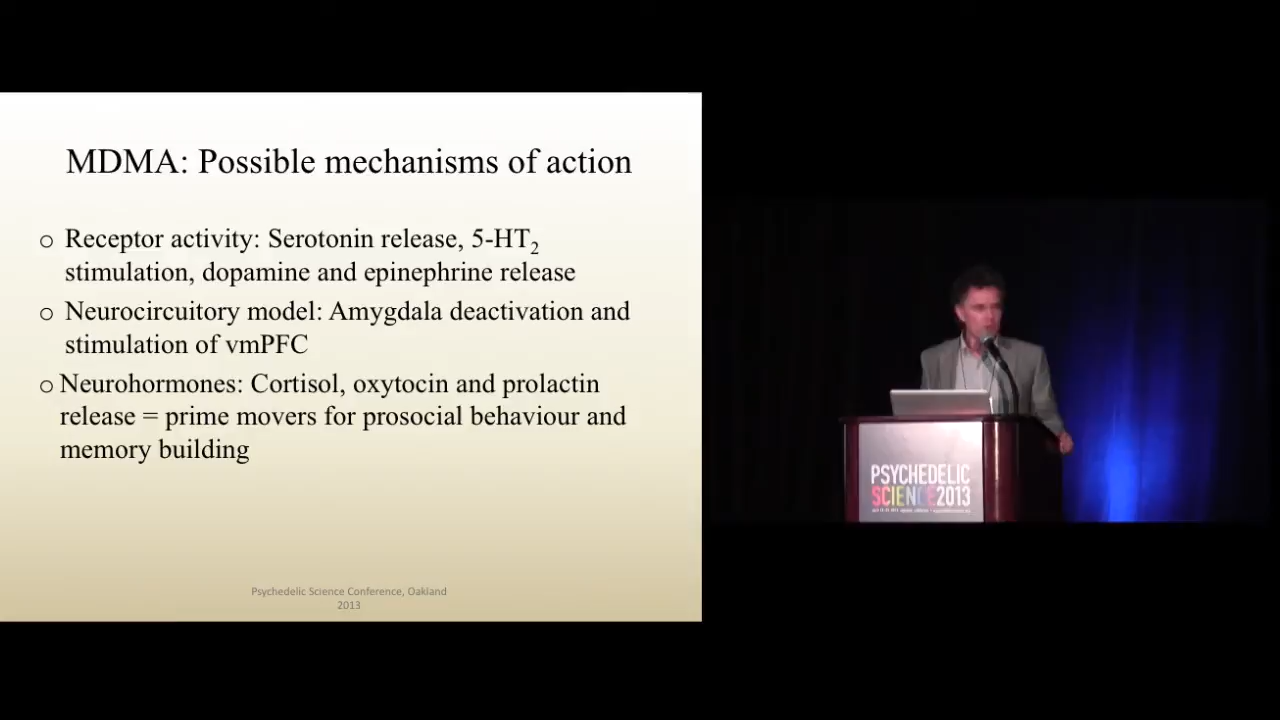 MDMA: Possible mechanisms of action
o Receptor activity: Serotonin release, 5-HT₂
stimulation, dopamine and epinephrine release
o Neurocircuitory model: Amygdala deactivation and
stimulation of vmPFC
o Neurohormones: Cortisol, oxytocin and prolactin
release = prime movers for prosocial behaviour and
memory building
Psychedelic Science Conference, Oakland
2013
PSYCHEDELIC
SCIENCE2013